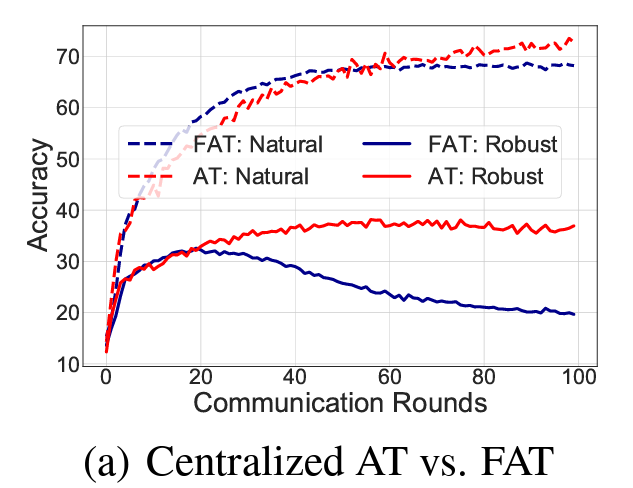 70
60
50
40
30
20
10
Accuracy
FAT: Natural
AT: Natural
FAT: Robust
AT: Robust
0
20
40
60
80
100
Communication Rounds
(a) Centralized AT vs. FAT